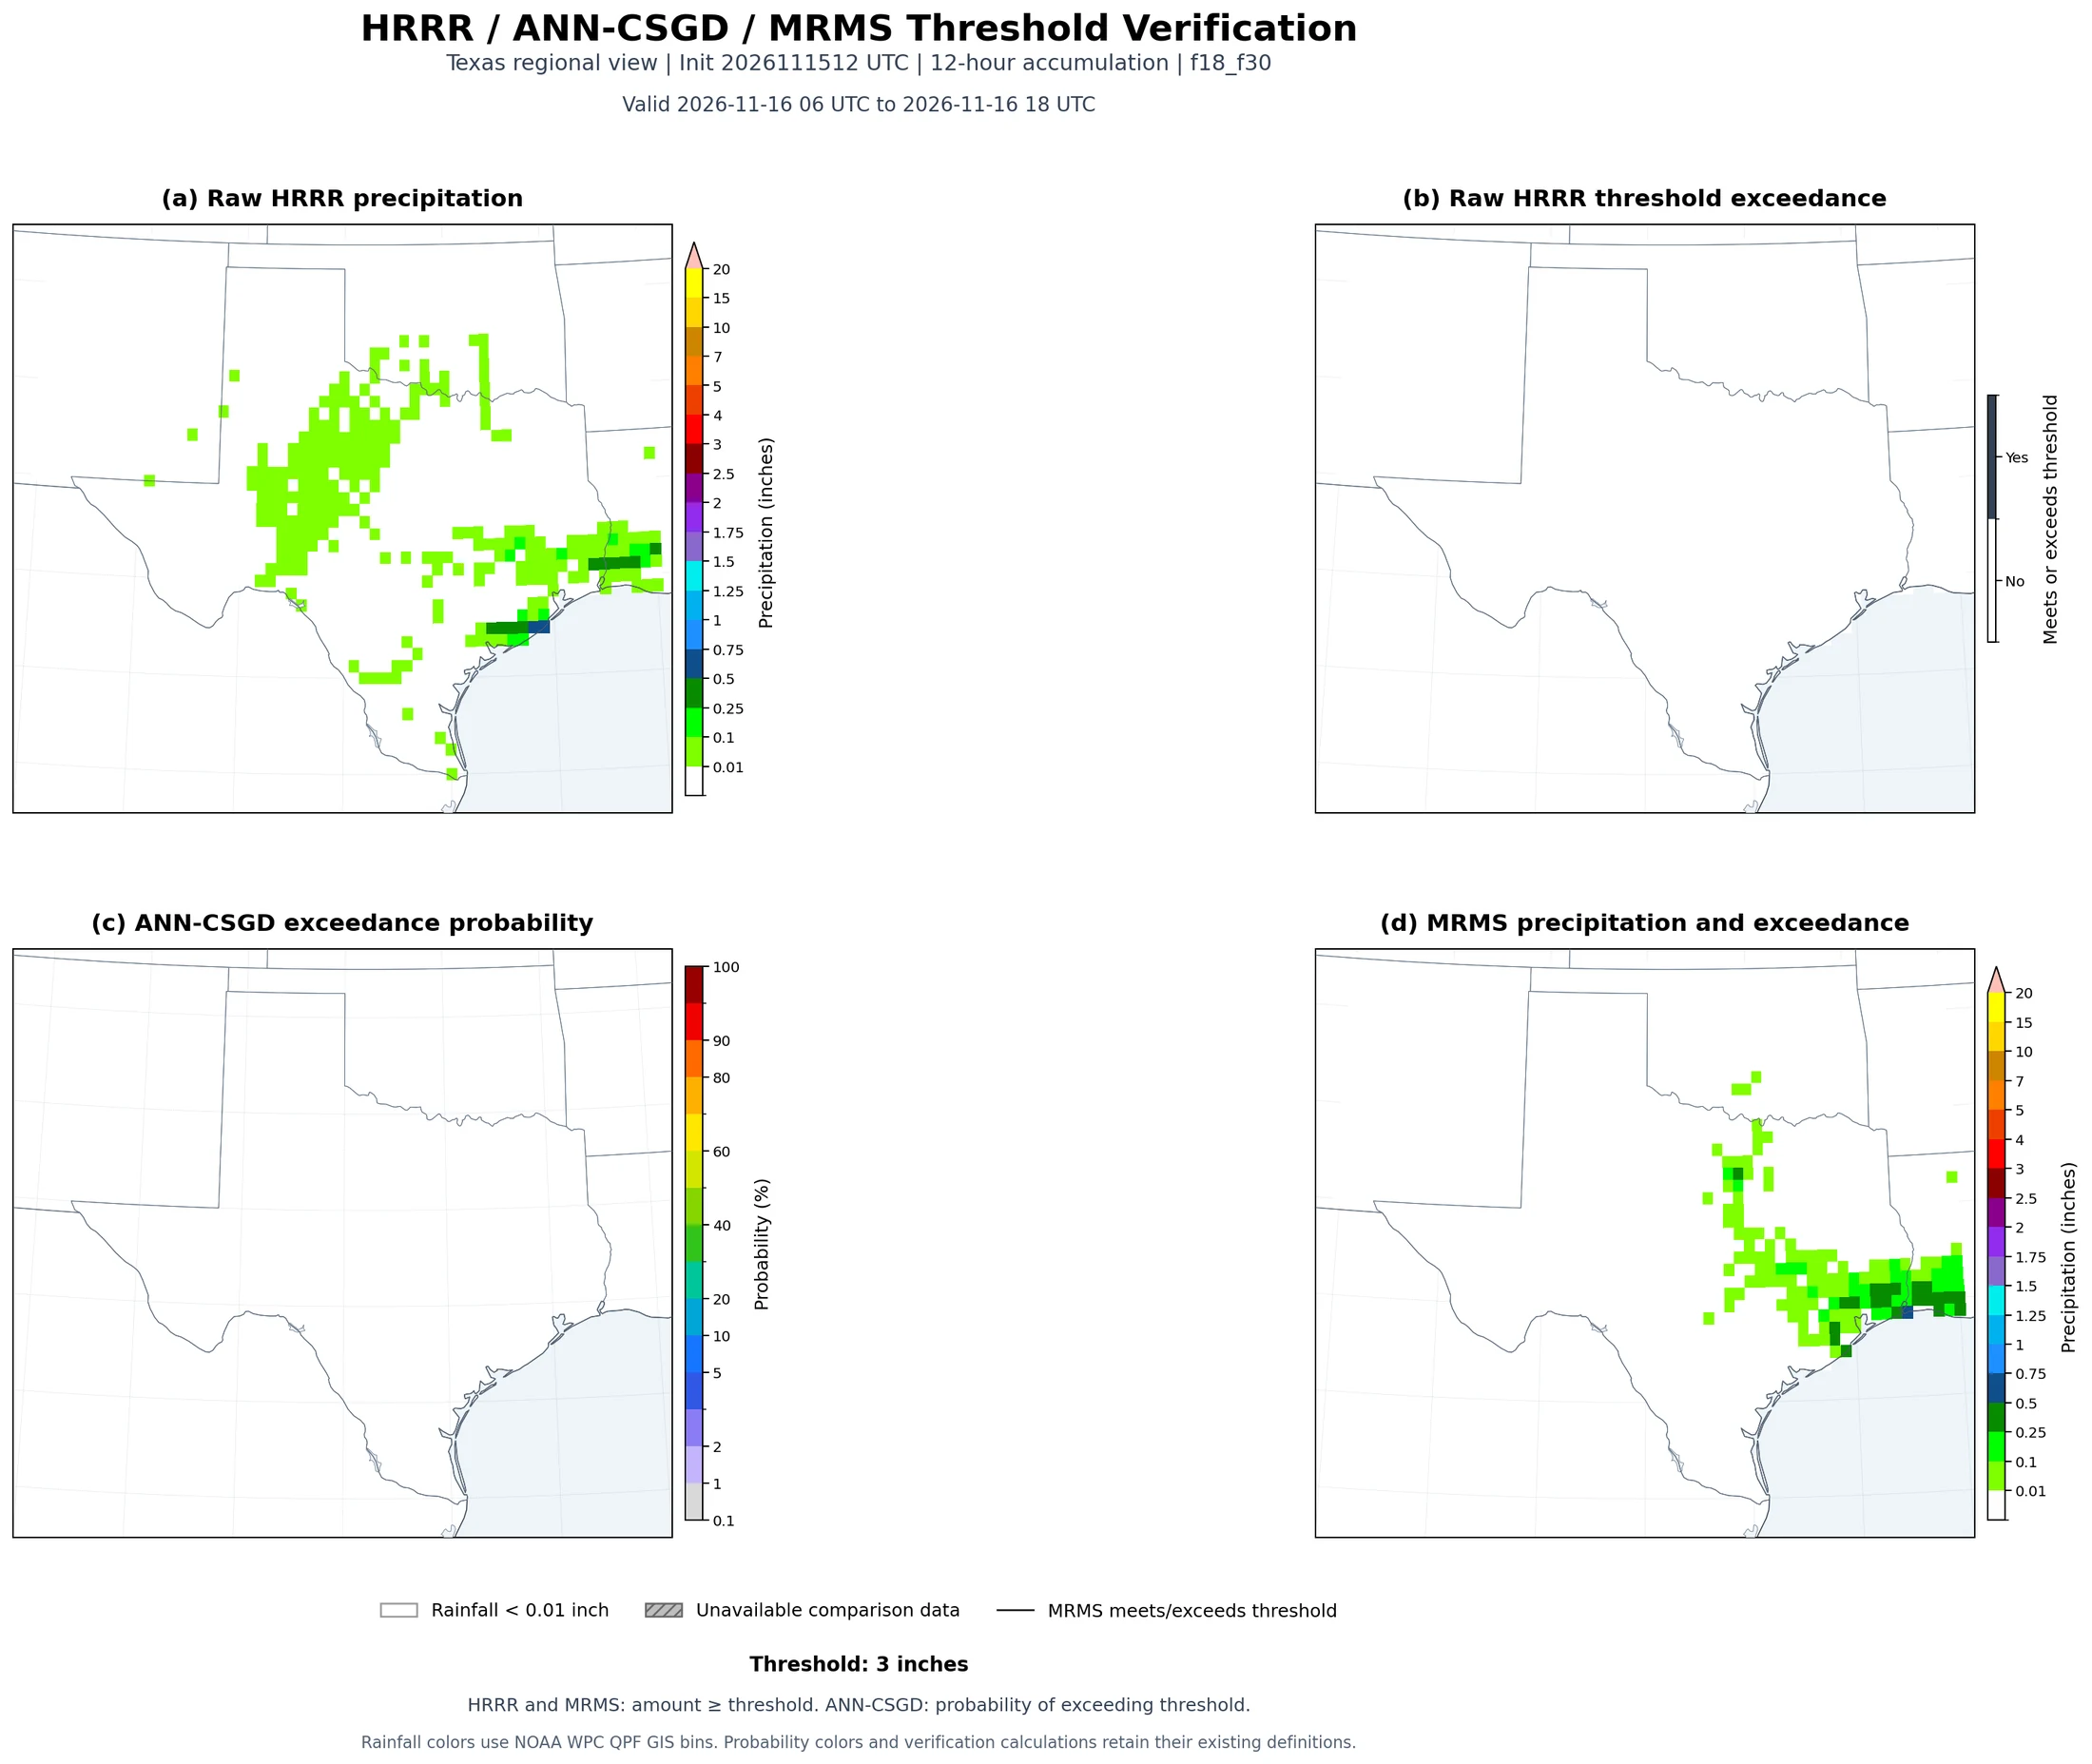 HRRR / ANN-CSGD / MRMS Threshold Verification
Texas regional view | Init 2026111512 UTC | 12-hour accumulation | f18_f30
Valid 2026-11-16 06 UTC to 2026-11-16 18 UTC
(a) Raw HRRR precipitation
20
15
10
7
5
4
3
2.5
2
1.75
1.5
1.25
1
0.75
0.5
0.25
0.1
0.01
Precipitation (inches)
(b) Raw HRRR threshold exceedance
Yes
No
Meets or exceeds threshold
(c) ANN-CSGD exceedance probability
100
90
80
60
40
20
10
5
2
1
0.1
Probability (%)
(d) MRMS precipitation and exceedance
20
15
10
7
5
4
3
2.5
2
1.75
1.5
1.25
1
0.75
0.5
0.25
0.1
0.01
Precipitation (inches)
Rainfall < 0.01 inch
Unavailable comparison data
MRMS meets/exceeds threshold
Threshold: 3 inches
HRRR and MRMS: amount ≥ threshold. ANN-CSGD: probability of exceeding threshold.
Rainfall colors use NOAA WPC QPF GIS bins. Probability colors and verification calculations retain their existing definitions.